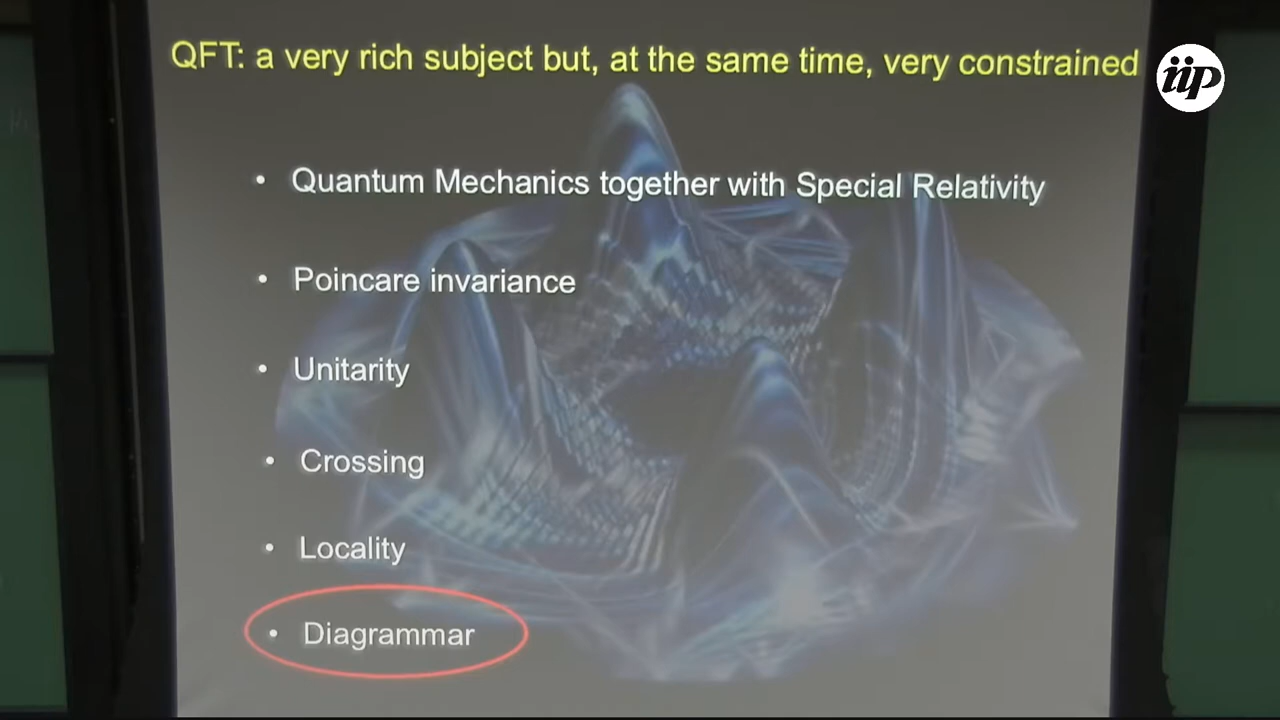 QFT: a very rich subject but, at the same time, very constrained
iip
• Quantum Mechanics together with Special Relativity
• Poincare invariance
• Unitarity
• Crossing
• Locality
• Diagrammar